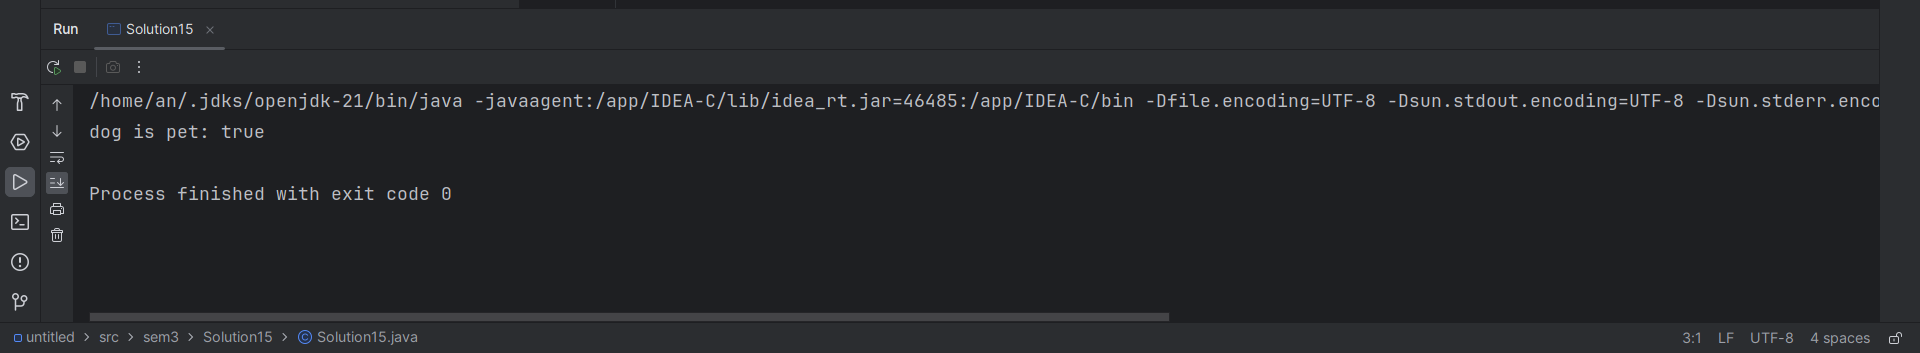 Run Solution15
/home/an/.jdks/openjdk-21/bin/java -javaagent:/app/IDEA-C/lib/idea_rt.jar=46485:/app/IDEA-C/bin -Dfile.encoding=UTF-8 -Dsun.stdout.encoding=UTF-8 -Dsun.stderr.enco
dog is pet: true
Process finished with exit code 0
untitled > src > sem3 > Solution15 > Solution15.java 3:1 LF UTF-8 4 spaces